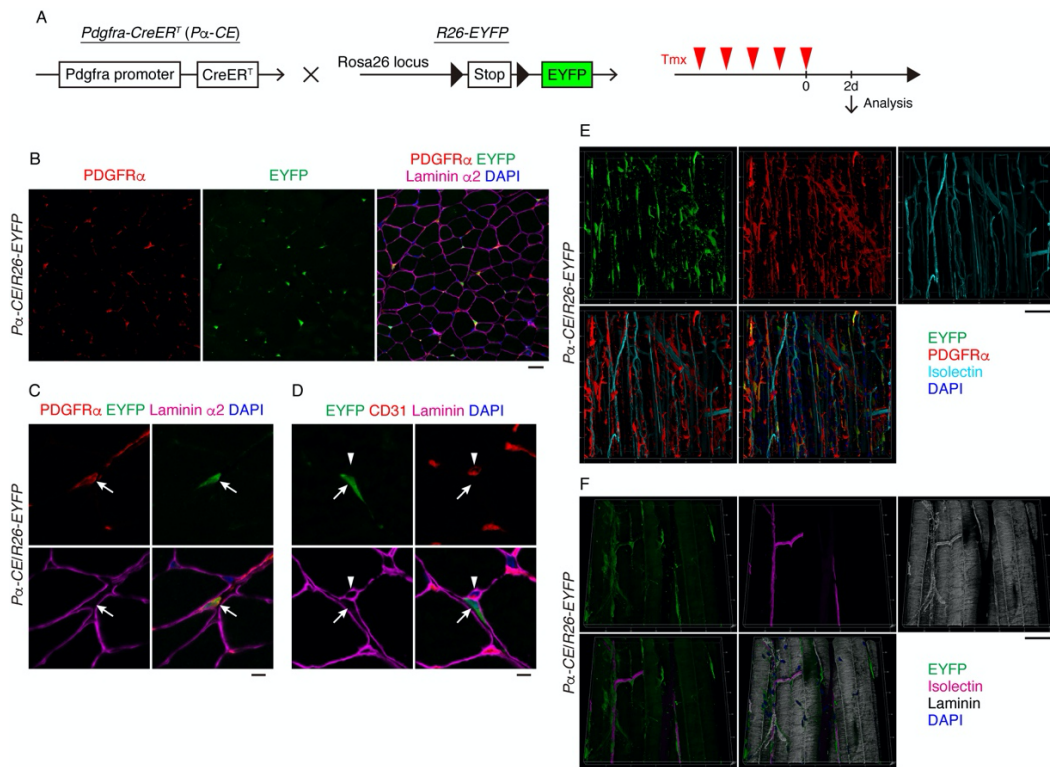 A
Pdgfra-CreERᵀ (Pα-CE)
Pdgfra promoter
CreERᵀ
×
R26-EYFP
Rosa26 locus
Stop
EYFP
Tmx
0
2d
Analysis
B
PDGFRα
EYFP
PDGFRα EYFP
Laminin α2 DAPI
Pα-CE/R26-EYFP
C
PDGFRα EYFP Laminin α2 DAPI
D
EYFP CD31 Laminin DAPI
Pα-CE/R26-EYFP
E
Pα-CE/R26-EYFP
EYFP
PDGFRα
Isolectin
DAPI
F
Pα-CE/R26-EYFP
EYFP
Isolectin
Laminin
DAPI